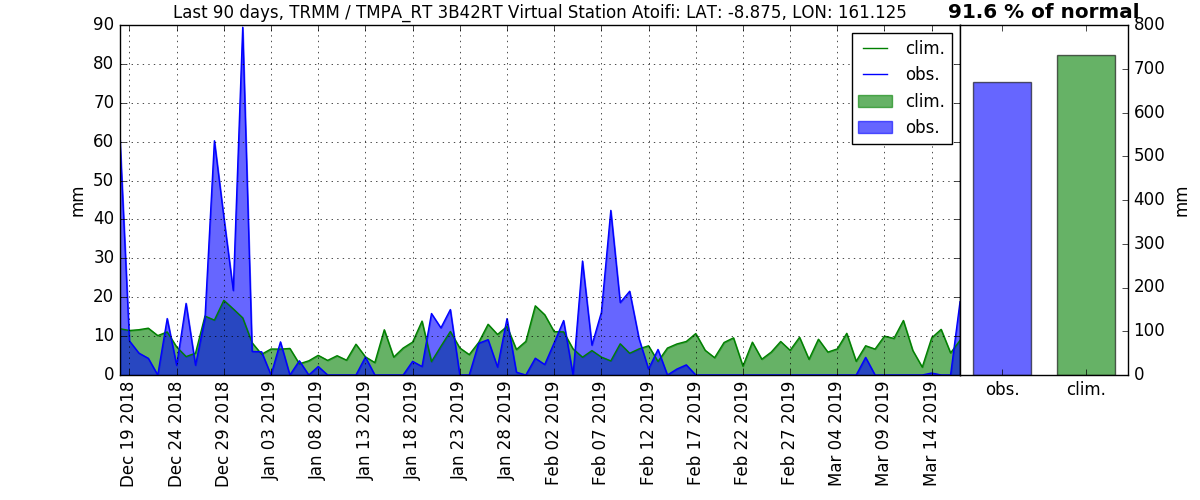 Last 90 days, TRMM / TMPA_RT 3B42RT Virtual Station Atoifi: LAT: -8.875, LON: 161.125
91.6 % of normal
90
80
70
60
50
40
30
20
10
0
mm
clim.
obs.
clim.
obs.
800
700
600
500
400
300
200
100
0
mm
obs.
clim.
Dec 19 2018
Dec 24 2018
Dec 29 2018
Jan 03 2019
Jan 08 2019
Jan 13 2019
Jan 18 2019
Jan 23 2019
Jan 28 2019
Feb 02 2019
Feb 07 2019
Feb 12 2019
Feb 17 2019
Feb 22 2019
Feb 27 2019
Mar 04 2019
Mar 09 2019
Mar 14 2019